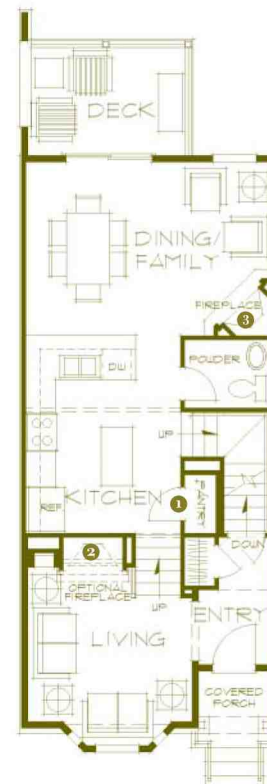 DECK
DINING/
FAMILY
FIREPLACE
3
POWDER
DW
UP
KITCHEN
1
PANTRY
REF
2
OPTIONAL
FIREPLACE
UP
DOWN
LIVING
ENTRY
COVERED
PORCH